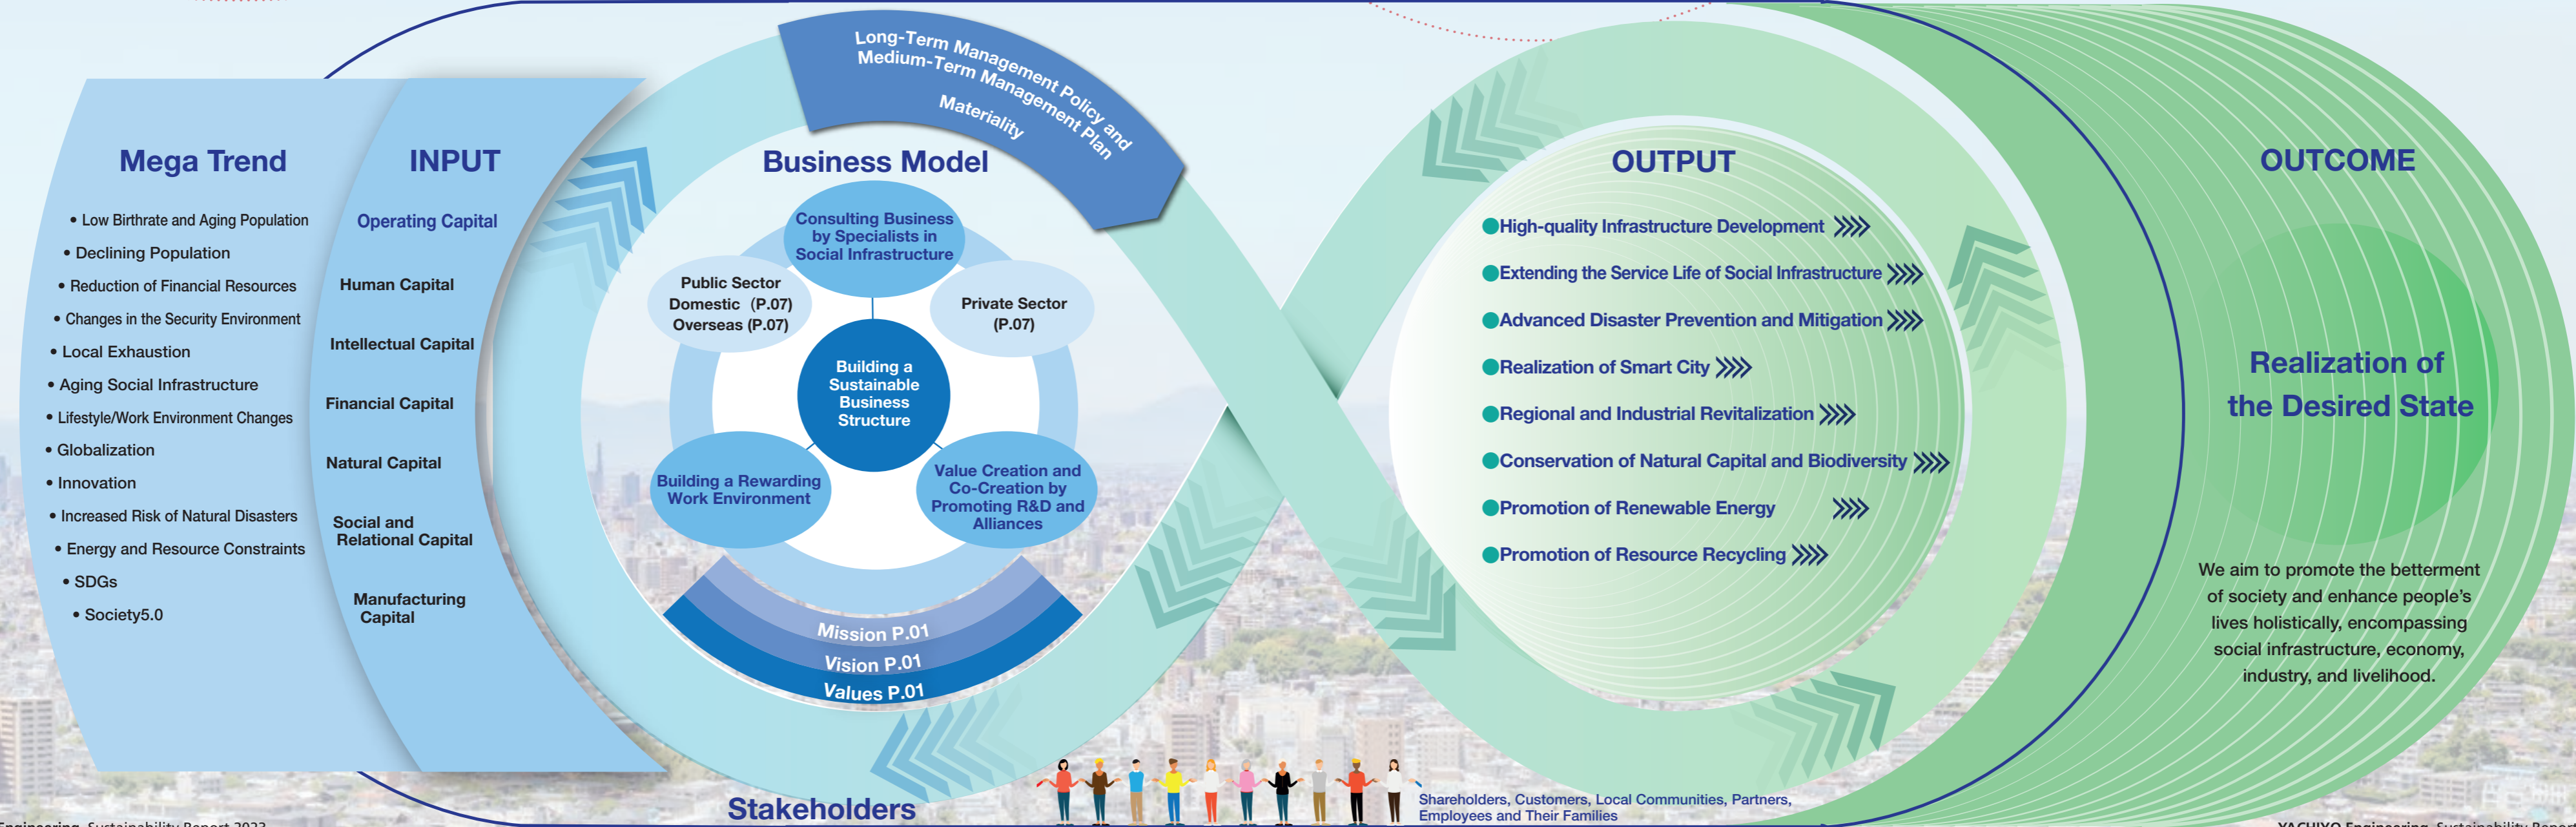 Mega Trend
• Low Birthrate and Aging Population
• Declining Population
• Reduction of Financial Resources
• Changes in the Security Environment
• Local Exhaustion
• Aging Social Infrastructure
• Lifestyle/Work Environment Changes
• Globalization
• Innovation
• Increased Risk of Natural Disasters
• Energy and Resource Constraints
• SDGs
• Society5.0
INPUT
Operating Capital
Human Capital
Intellectual Capital
Financial Capital
Natural Capital
Social and
Relational Capital
Manufacturing
Capital
Long-Term Management Policy and
Medium-Term Management Plan
Materiality
Business Model
Consulting Business
by Specialists in
Social Infrastructure
Public Sector
Domestic (P.07)
Overseas (P.07)
Private Sector
(P.07)
Building a
Sustainable
Business
Structure
Building a Rewarding
Work Environment
Value Creation and
Co-Creation by
Promoting R&D and
Alliances
Mission P.01
Vision P.01
Values P.01
OUTPUT
●High-quality Infrastructure Development
●Extending the Service Life of Social Infrastructure
●Advanced Disaster Prevention and Mitigation
●Realization of Smart City
●Regional and Industrial Revitalization
●Conservation of Natural Capital and Biodiversity
●Promotion of Renewable Energy
●Promotion of Resource Recycling
OUTCOME
Realization of
the Desired State
We aim to promote the betterment
of society and enhance people's
lives holistically, encompassing
social infrastructure, economy,
industry, and livelihood.
Stakeholders
Shareholders, Customers, Local Communities, Partners,
Employees and Their Families
Engineering Sustainability Report 2023
YACHIYO Engineering Sustainability Report